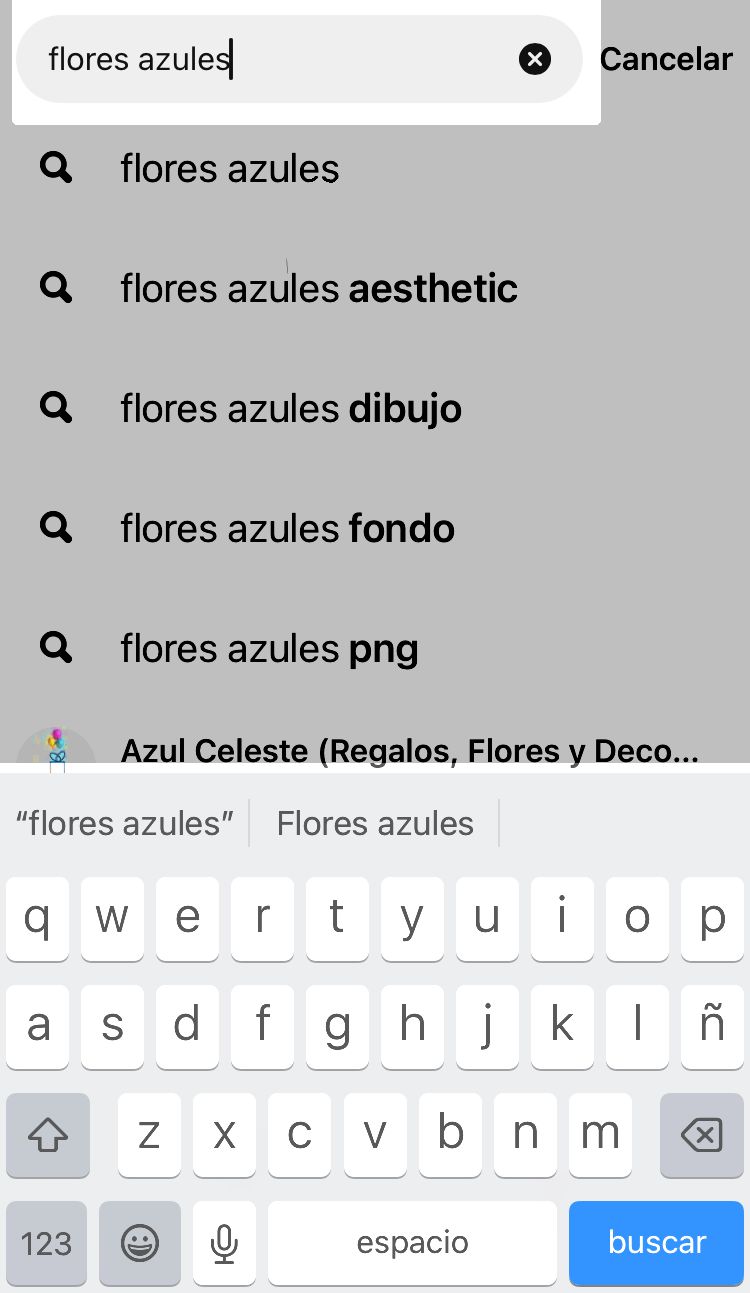 flores azules
Cancelar
flores azules
flores azules aesthetic
flores azules dibujo
flores azules fondo
flores azules png
Azul Celeste (Regalos, Flores y Deco...
“flores azules” Flores azules
q w e r t y u i o p
a s d f g h j k l ñ
z x c v b n m
123 espacio buscar